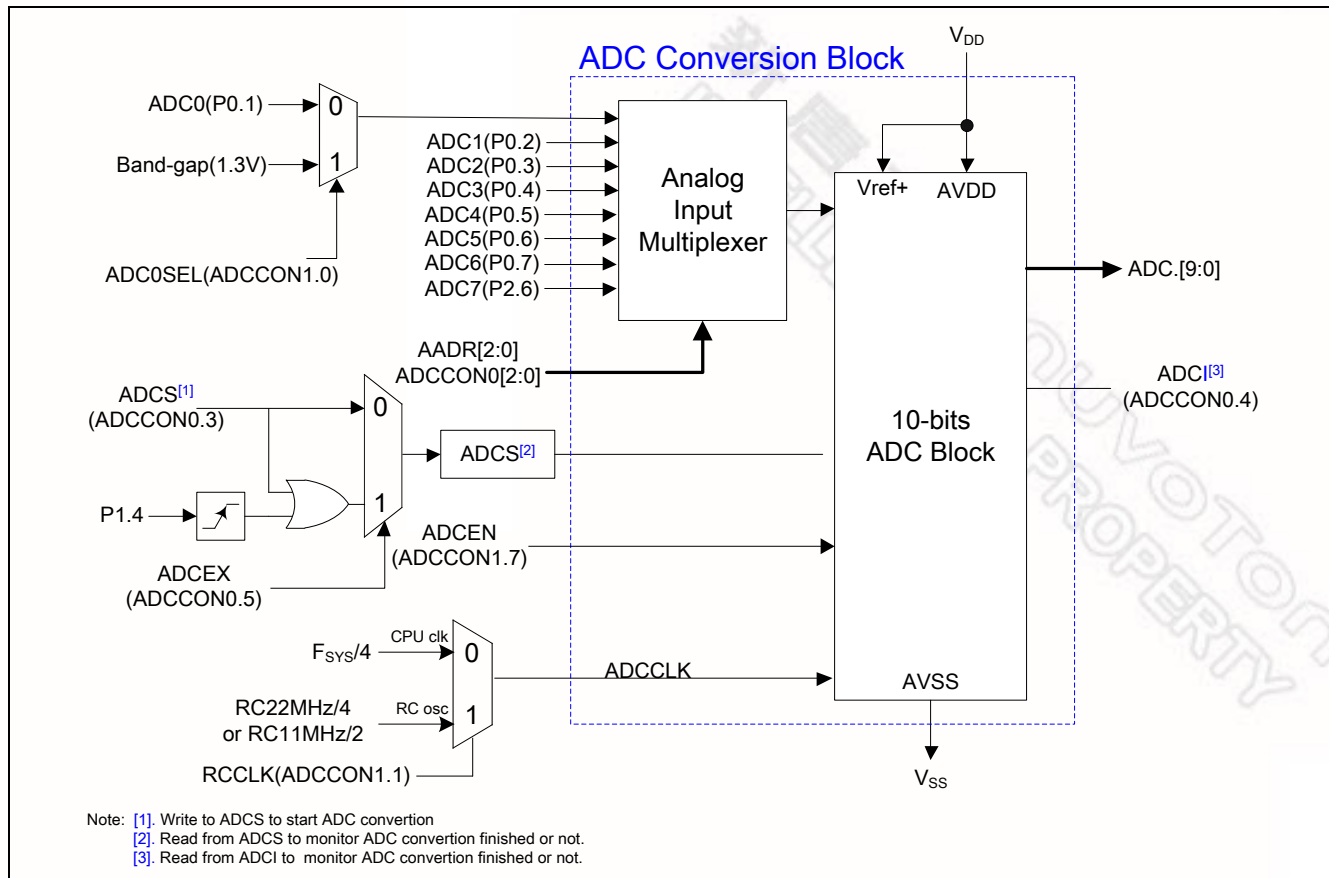 ADC Conversion Block
V_DD
ADC0(P0.1)
0
Band-gap(1.3V)
1
ADC0SEL(ADCCON1.0)
ADC1(P0.2)
ADC2(P0.3)
ADC3(P0.4)
ADC4(P0.5)
ADC5(P0.6)
ADC6(P0.7)
ADC7(P2.6)
Analog
Input
Multiplexer
Vref+
AVDD
ADC.[9:0]
AADR[2:0]
ADCCON0[2:0]
ADCS[1]
(ADCCON0.3)
0
1
ADCS[2]
P1.4
ADCEX
(ADCCON0.5)
ADCEN
(ADCCON1.7)
10-bits
ADC Block
ADCI[3]
(ADCCON0.4)
F_SYS/4
CPU clk
0
RC22MHz/4
or RC11MHz/2
RC osc
1
RCCLK(ADCCON1.1)
ADCCLK
AVSS
V_SS
Note: [1]. Write to ADCS to start ADC convertion
[2]. Read from ADCS to monitor ADC convertion finished or not.
[3]. Read from ADCI to monitor ADC convertion finished or not.
nuvoton
PROPERTY